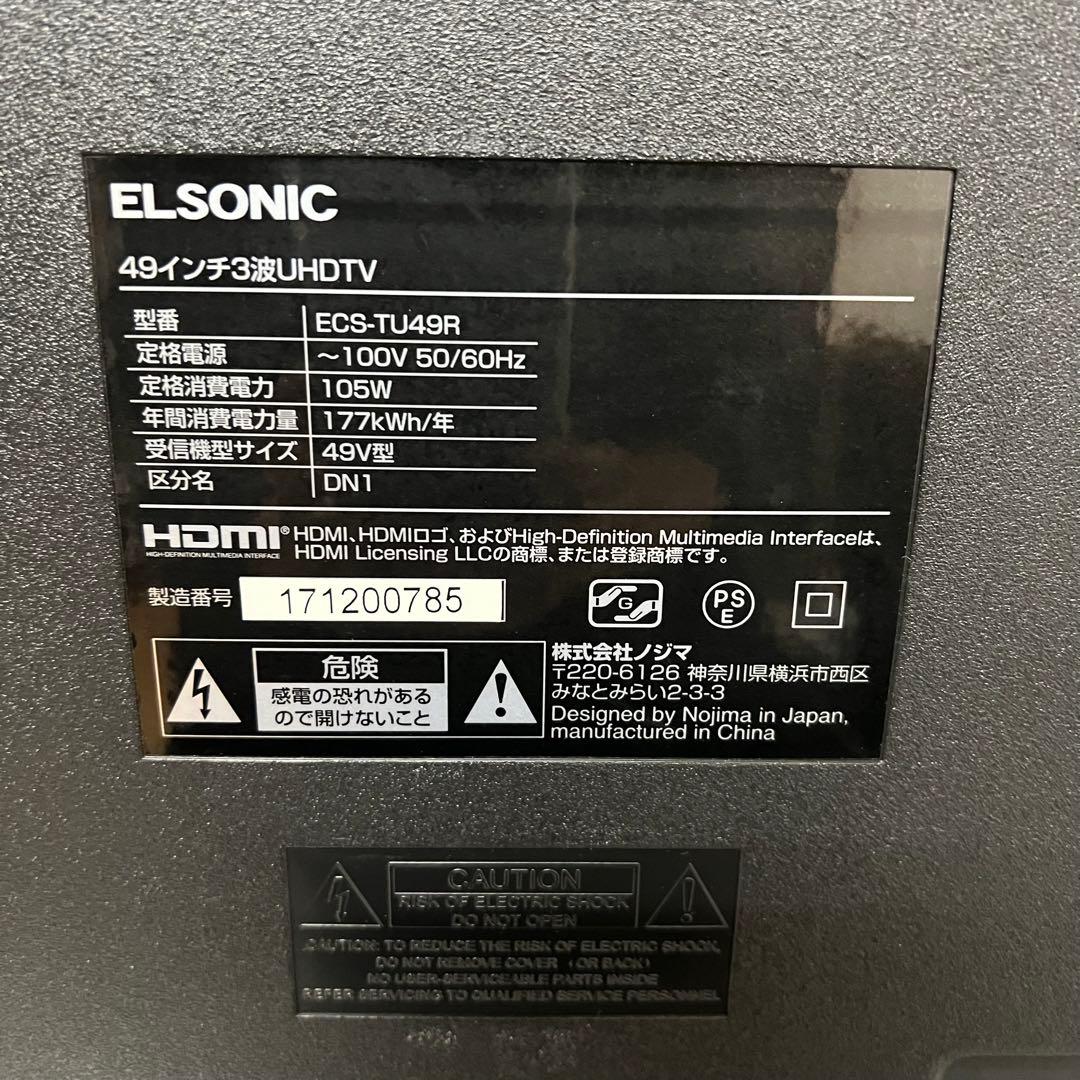 ELSONIC
49インチ3波UHDTV
型番 ECS-TU49R
定格電源 ～100V 50/60Hz
定格消費電力 105W
年間消費電力量 177kWh/年
受信機型サイズ 49V型
区分名 DN1
HDMI® HDMI、HDMIロゴ、およびHigh-Definition Multimedia Interfaceは、
HIGH-DEFINITION MULTIMEDIA INTERFACE HDMI Licensing LLCの商標、または登録商標です。
製造番号 171200785
G
PS
E
危険
感電の恐れがある
ので開けないこと
株式会社ノジマ
〒220-6126 神奈川県横浜市西区
みなとみらい2-3-3
Designed by Nojima in Japan,
manufactured in China
CAUTION
RISK OF ELECTRIC SHOCK
DO NOT OPEN
CAUTION: TO REDUCE THE RISK OF ELECTRIC SHOCK,
DO NOT REMOVE COVER (OR BACK)
NO USER-SERVICEABLE PARTS INSIDE
REFER SERVICING TO QUALIFIED SERVICE PERSONNEL